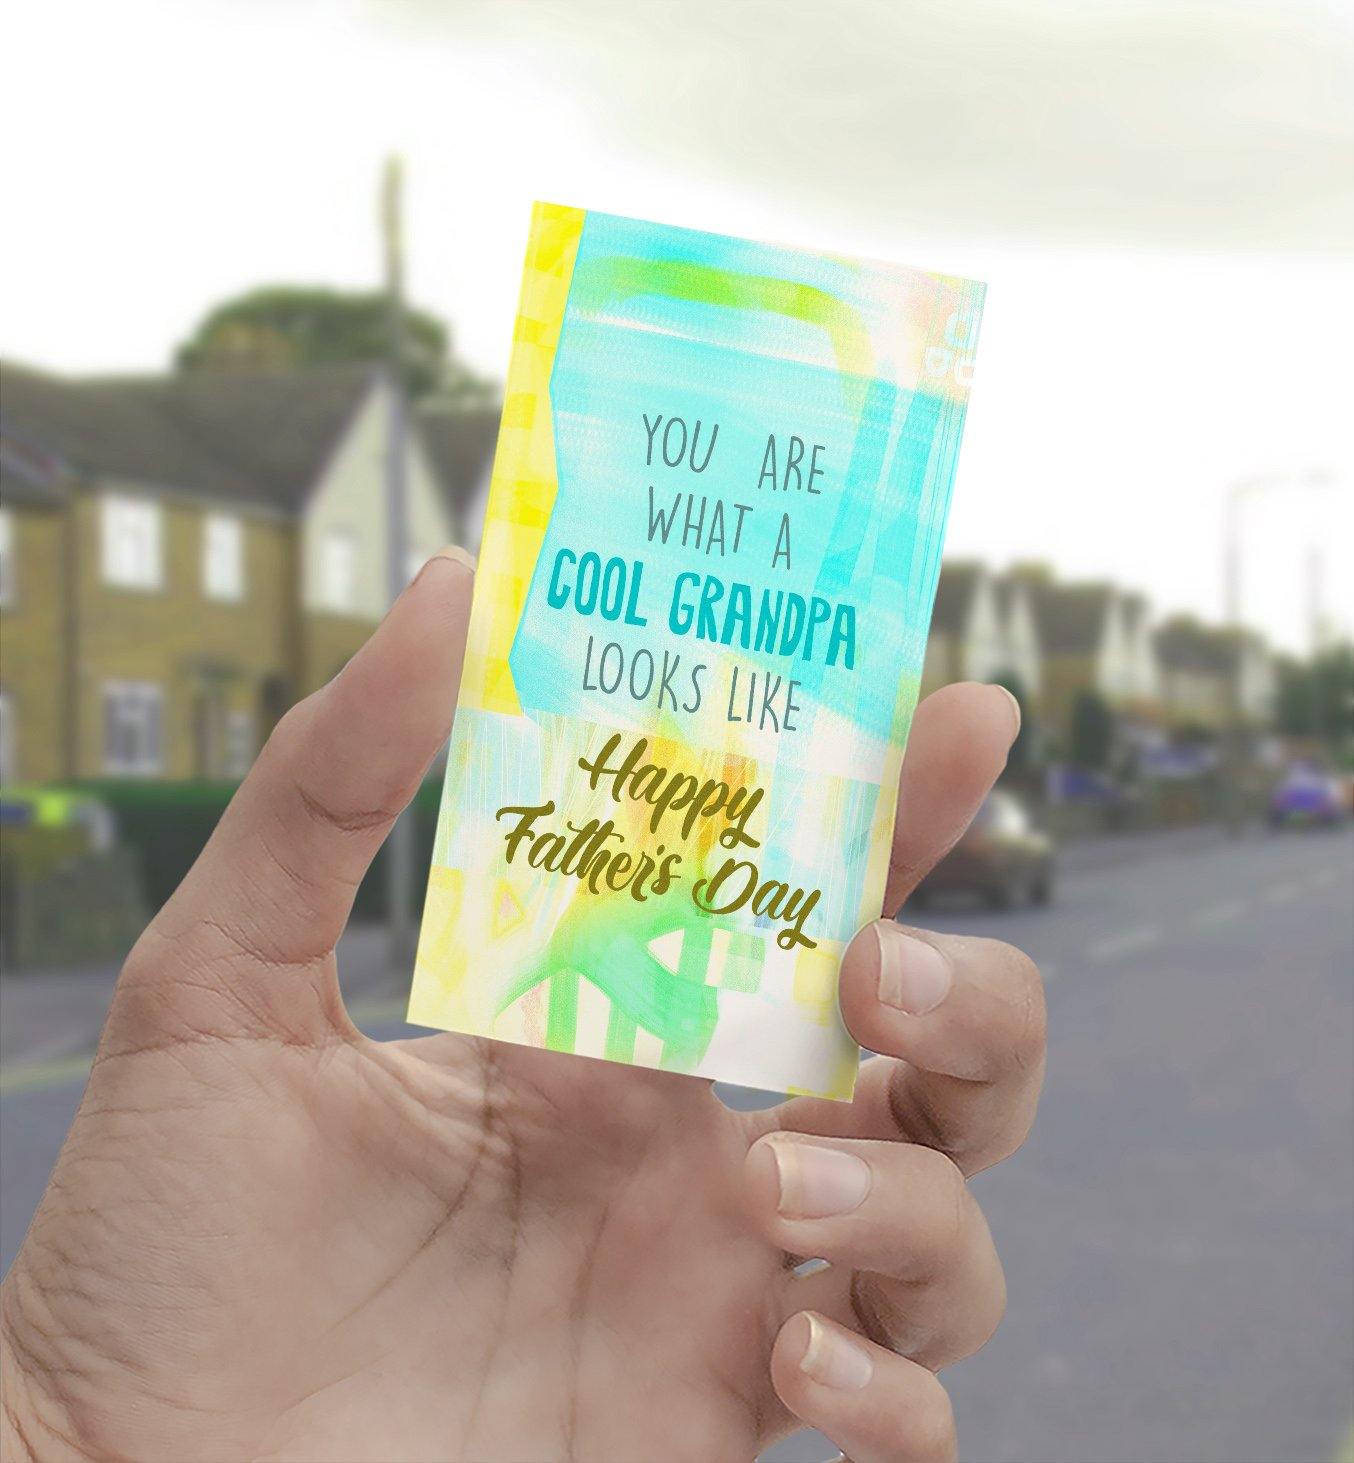 YOU ARE
WHAT A
COOL GRANDPA
LOOKS LIKE
Happy
Father's Day